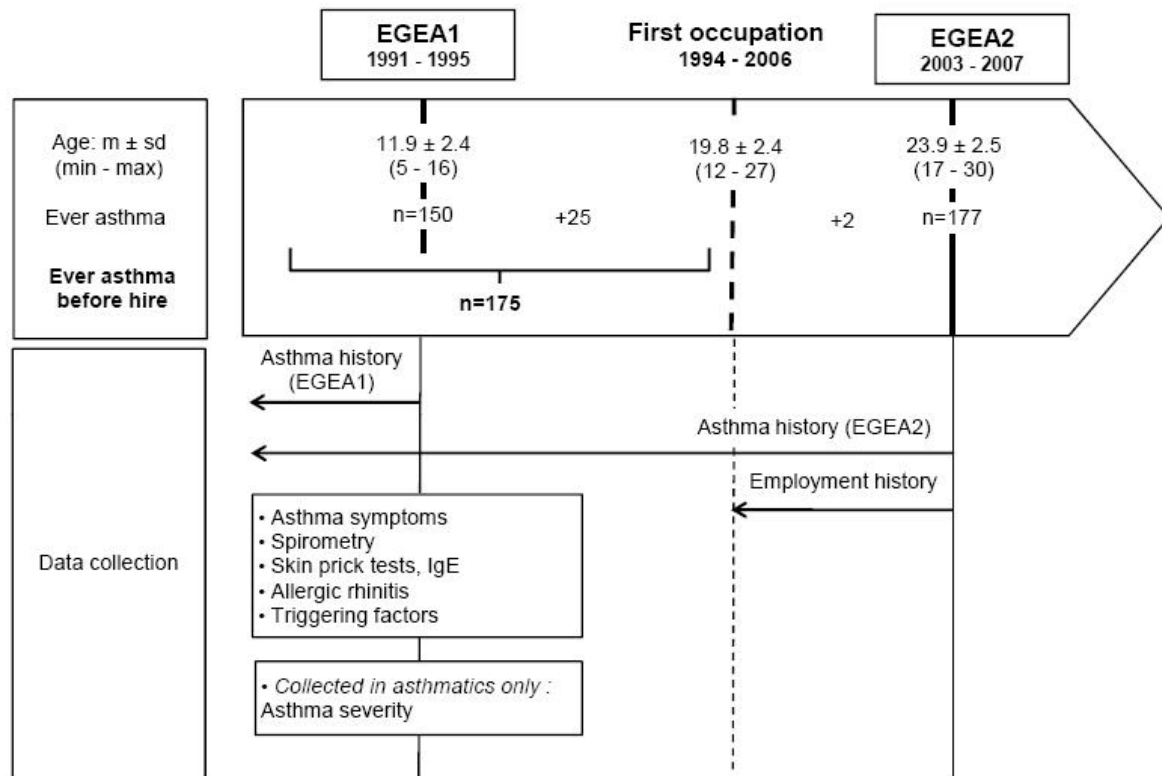 EGEA1
1991 - 1995
First occupation
1994 - 2006
EGEA2
2003 - 2007
Age: m ± sd
(min - max)
11.9 ± 2.4
(5 - 16)
19.8 ± 2.4
(12 - 27)
23.9 ± 2.5
(17 - 30)
Ever asthma
n=150
+25
+2
n=177
Ever asthma
before hire
n=175
Data collection
Asthma history
(EGEA1)
Asthma history (EGEA2)
Employment history
• Asthma symptoms
• Spirometry
• Skin prick tests, IgE
• Allergic rhinitis
• Triggering factors
• Collected in asthmatics only :
Asthma severity